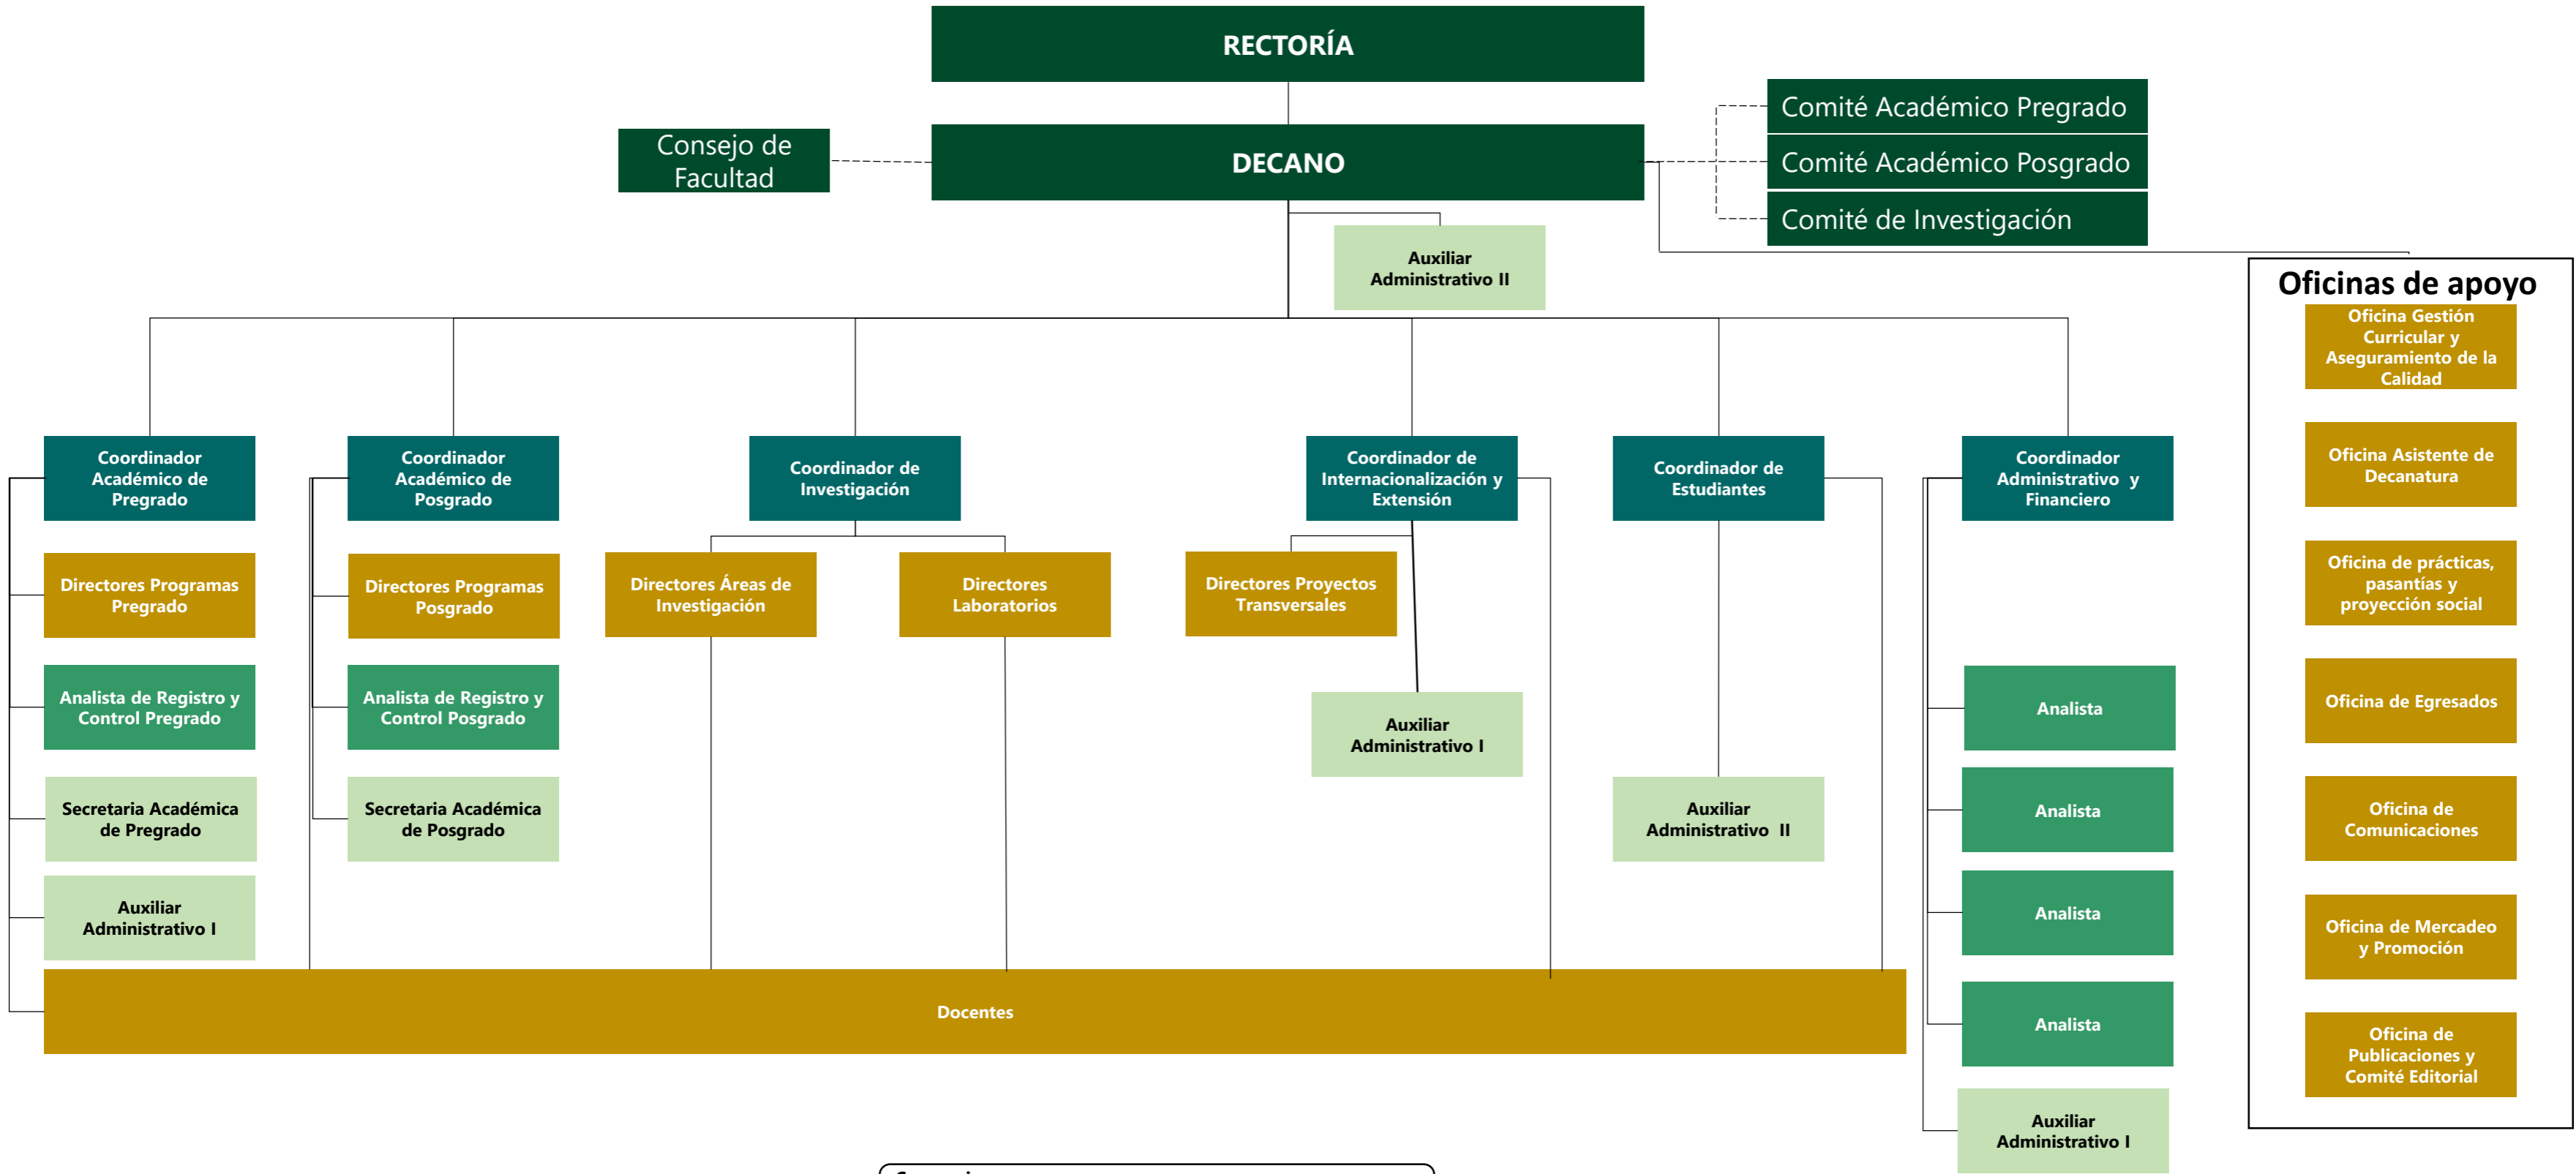 RECTORÍA
Consejo de
Facultad
DECANO
Comité Académico Pregrado
Comité Académico Posgrado
Comité de Investigación
Auxiliar
Administrativo II
Coordinador
Académico de
Pregrado
Coordinador
Académico de
Posgrado
Coordinador de
Investigación
Coordinador de
Internacionalización y
Extensión
Coordinador de
Estudiantes
Coordinador
Administrativo y
Financiero
Directores Programas
Pregrado
Directores Programas
Posgrado
Directores Áreas de
Investigación
Directores
Laboratorios
Directores Proyectos
Transversales
Analista de Registro y
Control Pregrado
Analista de Registro y
Control Posgrado
Auxiliar
Administrativo I
Analista
Secretaria Académica
de Pregrado
Secretaria Académica
de Posgrado
Auxiliar
Administrativo II
Analista
Auxiliar
Administrativo I
Analista
Docentes
Analista
Auxiliar
Administrativo I
Oficinas de apoyo
Oficina Gestión
Curricular y
Aseguramiento de la
Calidad
Oficina Asistente de
Decanatura
Oficina de prácticas,
pasantías y
proyección social
Oficina de Egresados
Oficina de
Comunicaciones
Oficina de Mercadeo
y Promoción
Oficina de
Publicaciones y
Comité Editorial